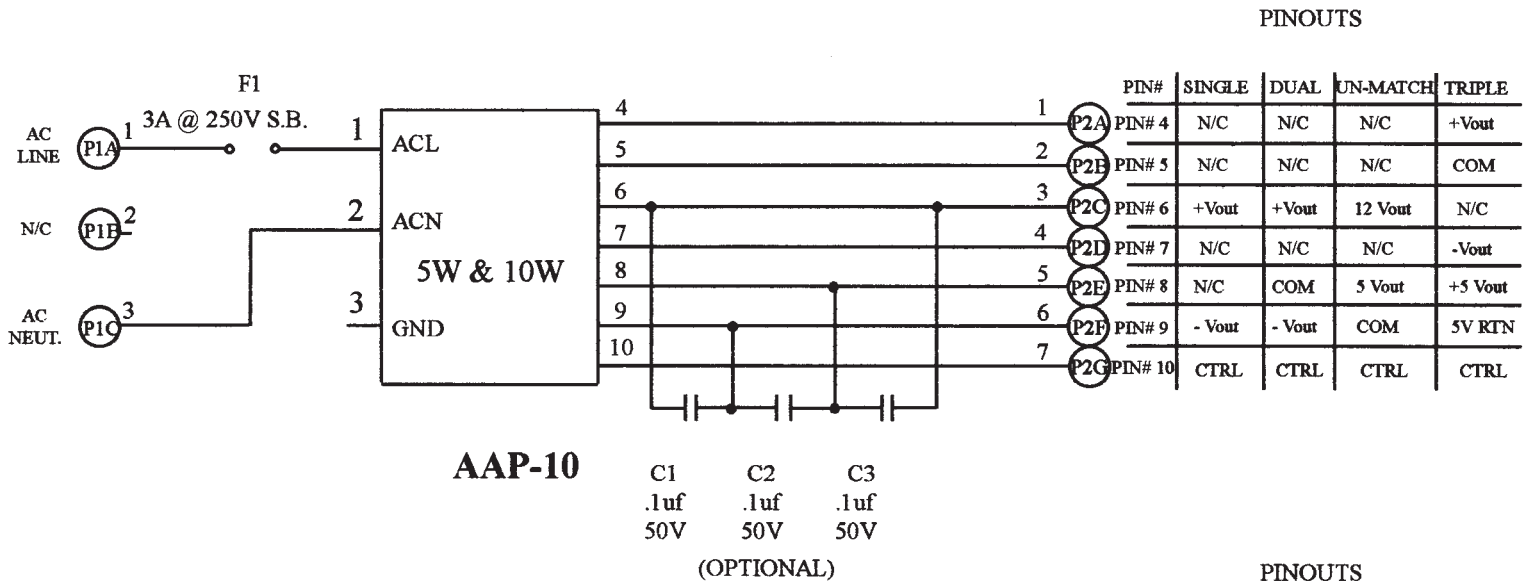 PINOUTS
F1
3A @ 250V S.B.
AC
LINE
P1A
1
1
ACL
N/C
P1B
2
2
ACN
5W & 10W
AC
NEUT.
P1C
3
3
GND
4
5
6
7
8
9
10
1
2
3
4
5
6
7
P2A
P2B
P2C
P2D
P2E
P2F
P2G
PIN# SINGLE DUAL UN-MATCH TRIPLE
PIN# 4 N/C N/C N/C +Vout
PIN# 5 N/C N/C N/C COM
PIN# 6 +Vout +Vout 12 Vout N/C
PIN# 7 N/C N/C N/C -Vout
PIN# 8 N/C COM 5 Vout +5 Vout
PIN# 9 - Vout - Vout COM 5V RTN
PIN# 10 CTRL CTRL CTRL CTRL
AAP-10
C1 C2 C3
.1uf .1uf .1uf
50V 50V 50V
(OPTIONAL)
PINOUTS